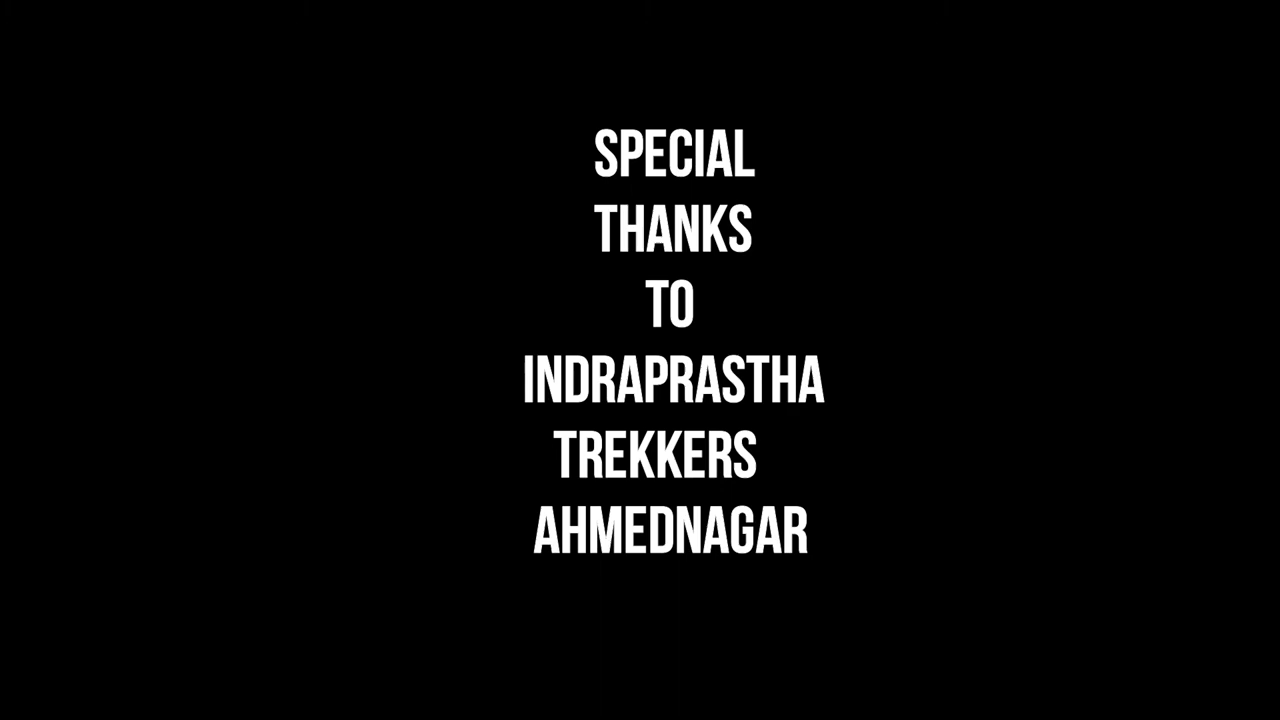 SPECIAL
THANKS
TO
INDRAPRASTHA
TREKKERS
AHMEDNAGAR